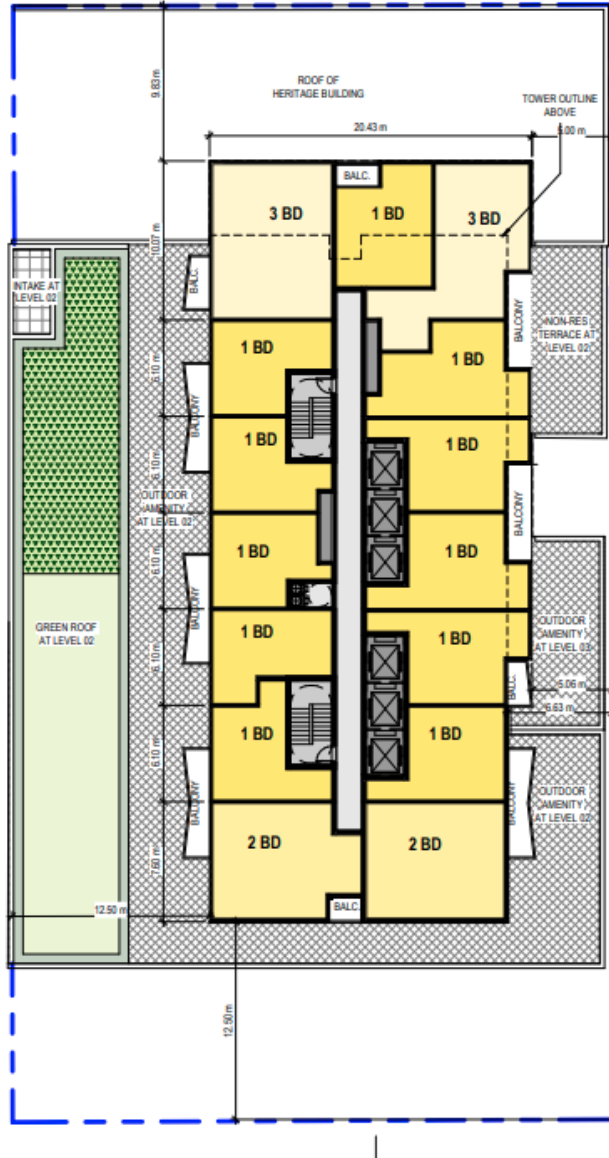 ROOF OF
HERITAGE BUILDING
TOWER OUTLINE
ABOVE
9.83 m
20.43 m
5.00 m
BALC.
3 BD
1 BD
3 BD
10.07 m
BALC.
INTAKE AT
LEVEL 02
BALCONY
NON-RES
TERRACE AT
LEVEL 02
1 BD
1 BD
6.10 m
BALCONY
1 BD
1 BD
6.10 m
OUTDOOR
AMENITY
AT LEVEL 02
BALCONY
1 BD
1 BD
6.10 m
BALCONY
GREEN ROOF
AT LEVEL 02
1 BD
1 BD
6.10 m
OUTDOOR
AMENITY
AT LEVEL 03
BALC.
5.06 m
6.63 m
1 BD
1 BD
6.10 m
BALCONY
BALCONY
OUTDOOR
AMENITY
AT LEVEL 02
2 BD
2 BD
7.60 m
BALC.
12.50 m
12.50 m